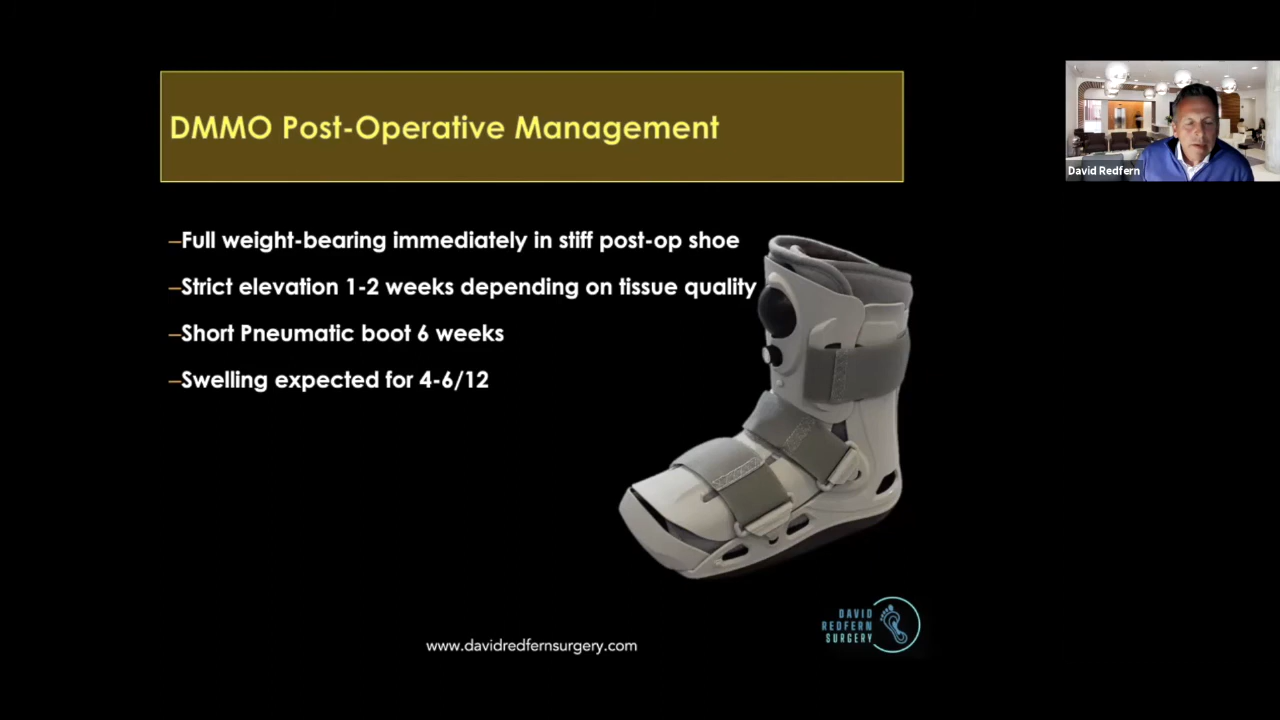 DMMO Post-Operative Management
David Redfern
–Full weight-bearing immediately in stiff post-op shoe
–Strict elevation 1-2 weeks depending on tissue quality
–Short Pneumatic boot 6 weeks
–Swelling expected for 4-6/12
DAVID
REDFERN
SURGERY
www.davidredfernsurgery.com